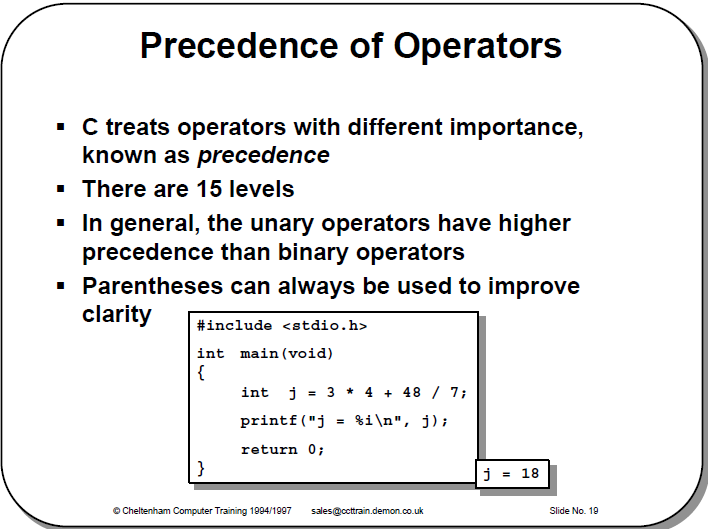 Precedence of Operators
▪ C treats operators with different importance,
known as precedence
▪ There are 15 levels
▪ In general, the unary operators have higher
precedence than binary operators
▪ Parentheses can always be used to improve
clarity
#include <stdio.h>
int main(void)
{
int j = 3 * 4 + 48 / 7;
printf("j = %i\n", j);
return 0;
}
j = 18
© Cheltenham Computer Training 1994/1997 sales@ccttrain.demon.co.uk Slide No. 19